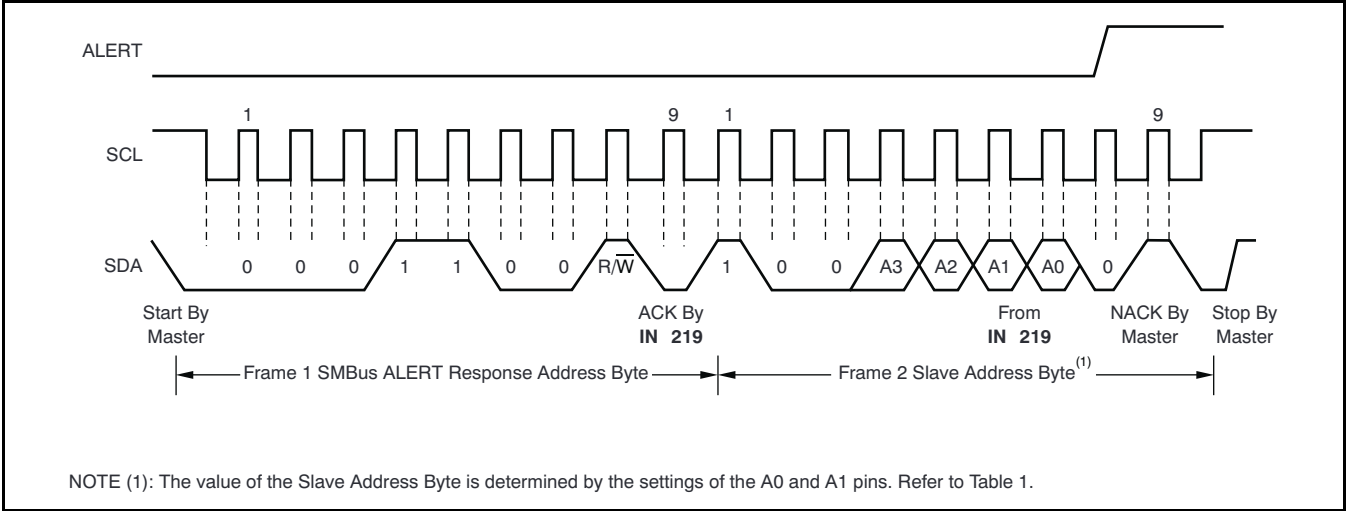 ALERT
1 9 1 9
SCL
SDA 0 0 0 1 1 0 0 R/W̅ 1 0 0 A3 A2 A1 A0 0
Start By Master
ACK By IN 219
From IN 219
NACK By Master
Stop By Master
Frame 1 SMBus ALERT Response Address Byte
Frame 2 Slave Address Byte(1)
NOTE (1): The value of the Slave Address Byte is determined by the settings of the A0 and A1 pins. Refer to Table 1.